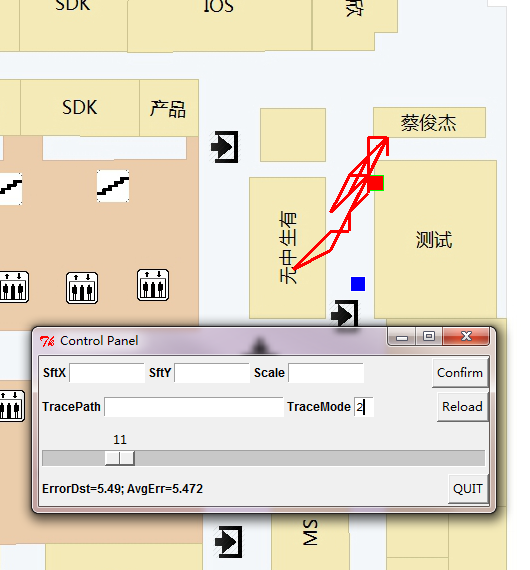 SDK
IOS
欣
SDK
产品
蔡俊杰
无中生有
测试
Control Panel
SftX SftY Scale Confirm
TracePath TraceMode 2 Reload
11
ErrorDst=5.49; AvgErr=5.472 QUIT
MS